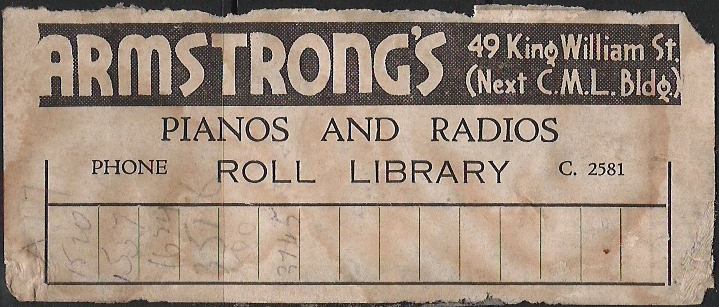 ARMSTRONG'S
49 King William St.
(Next C.M.L. Bldg)
PIANOS AND RADIOS
PHONE ROLL LIBRARY C. 2581